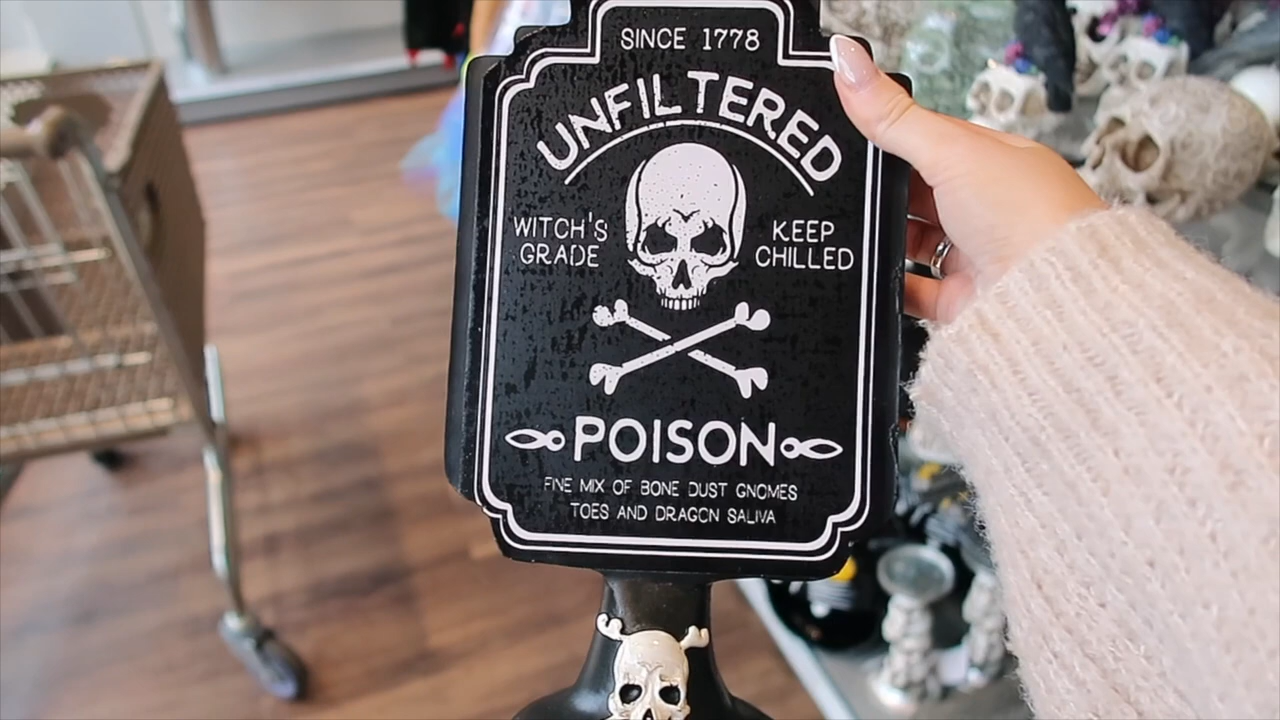 SINCE 1778
UNFILTERED
WITCH'S
GRADE
KEEP
CHILLED
POISON
FINE MIX OF BONE DUST GNOMES
TOES AND DRAGON SALIVA